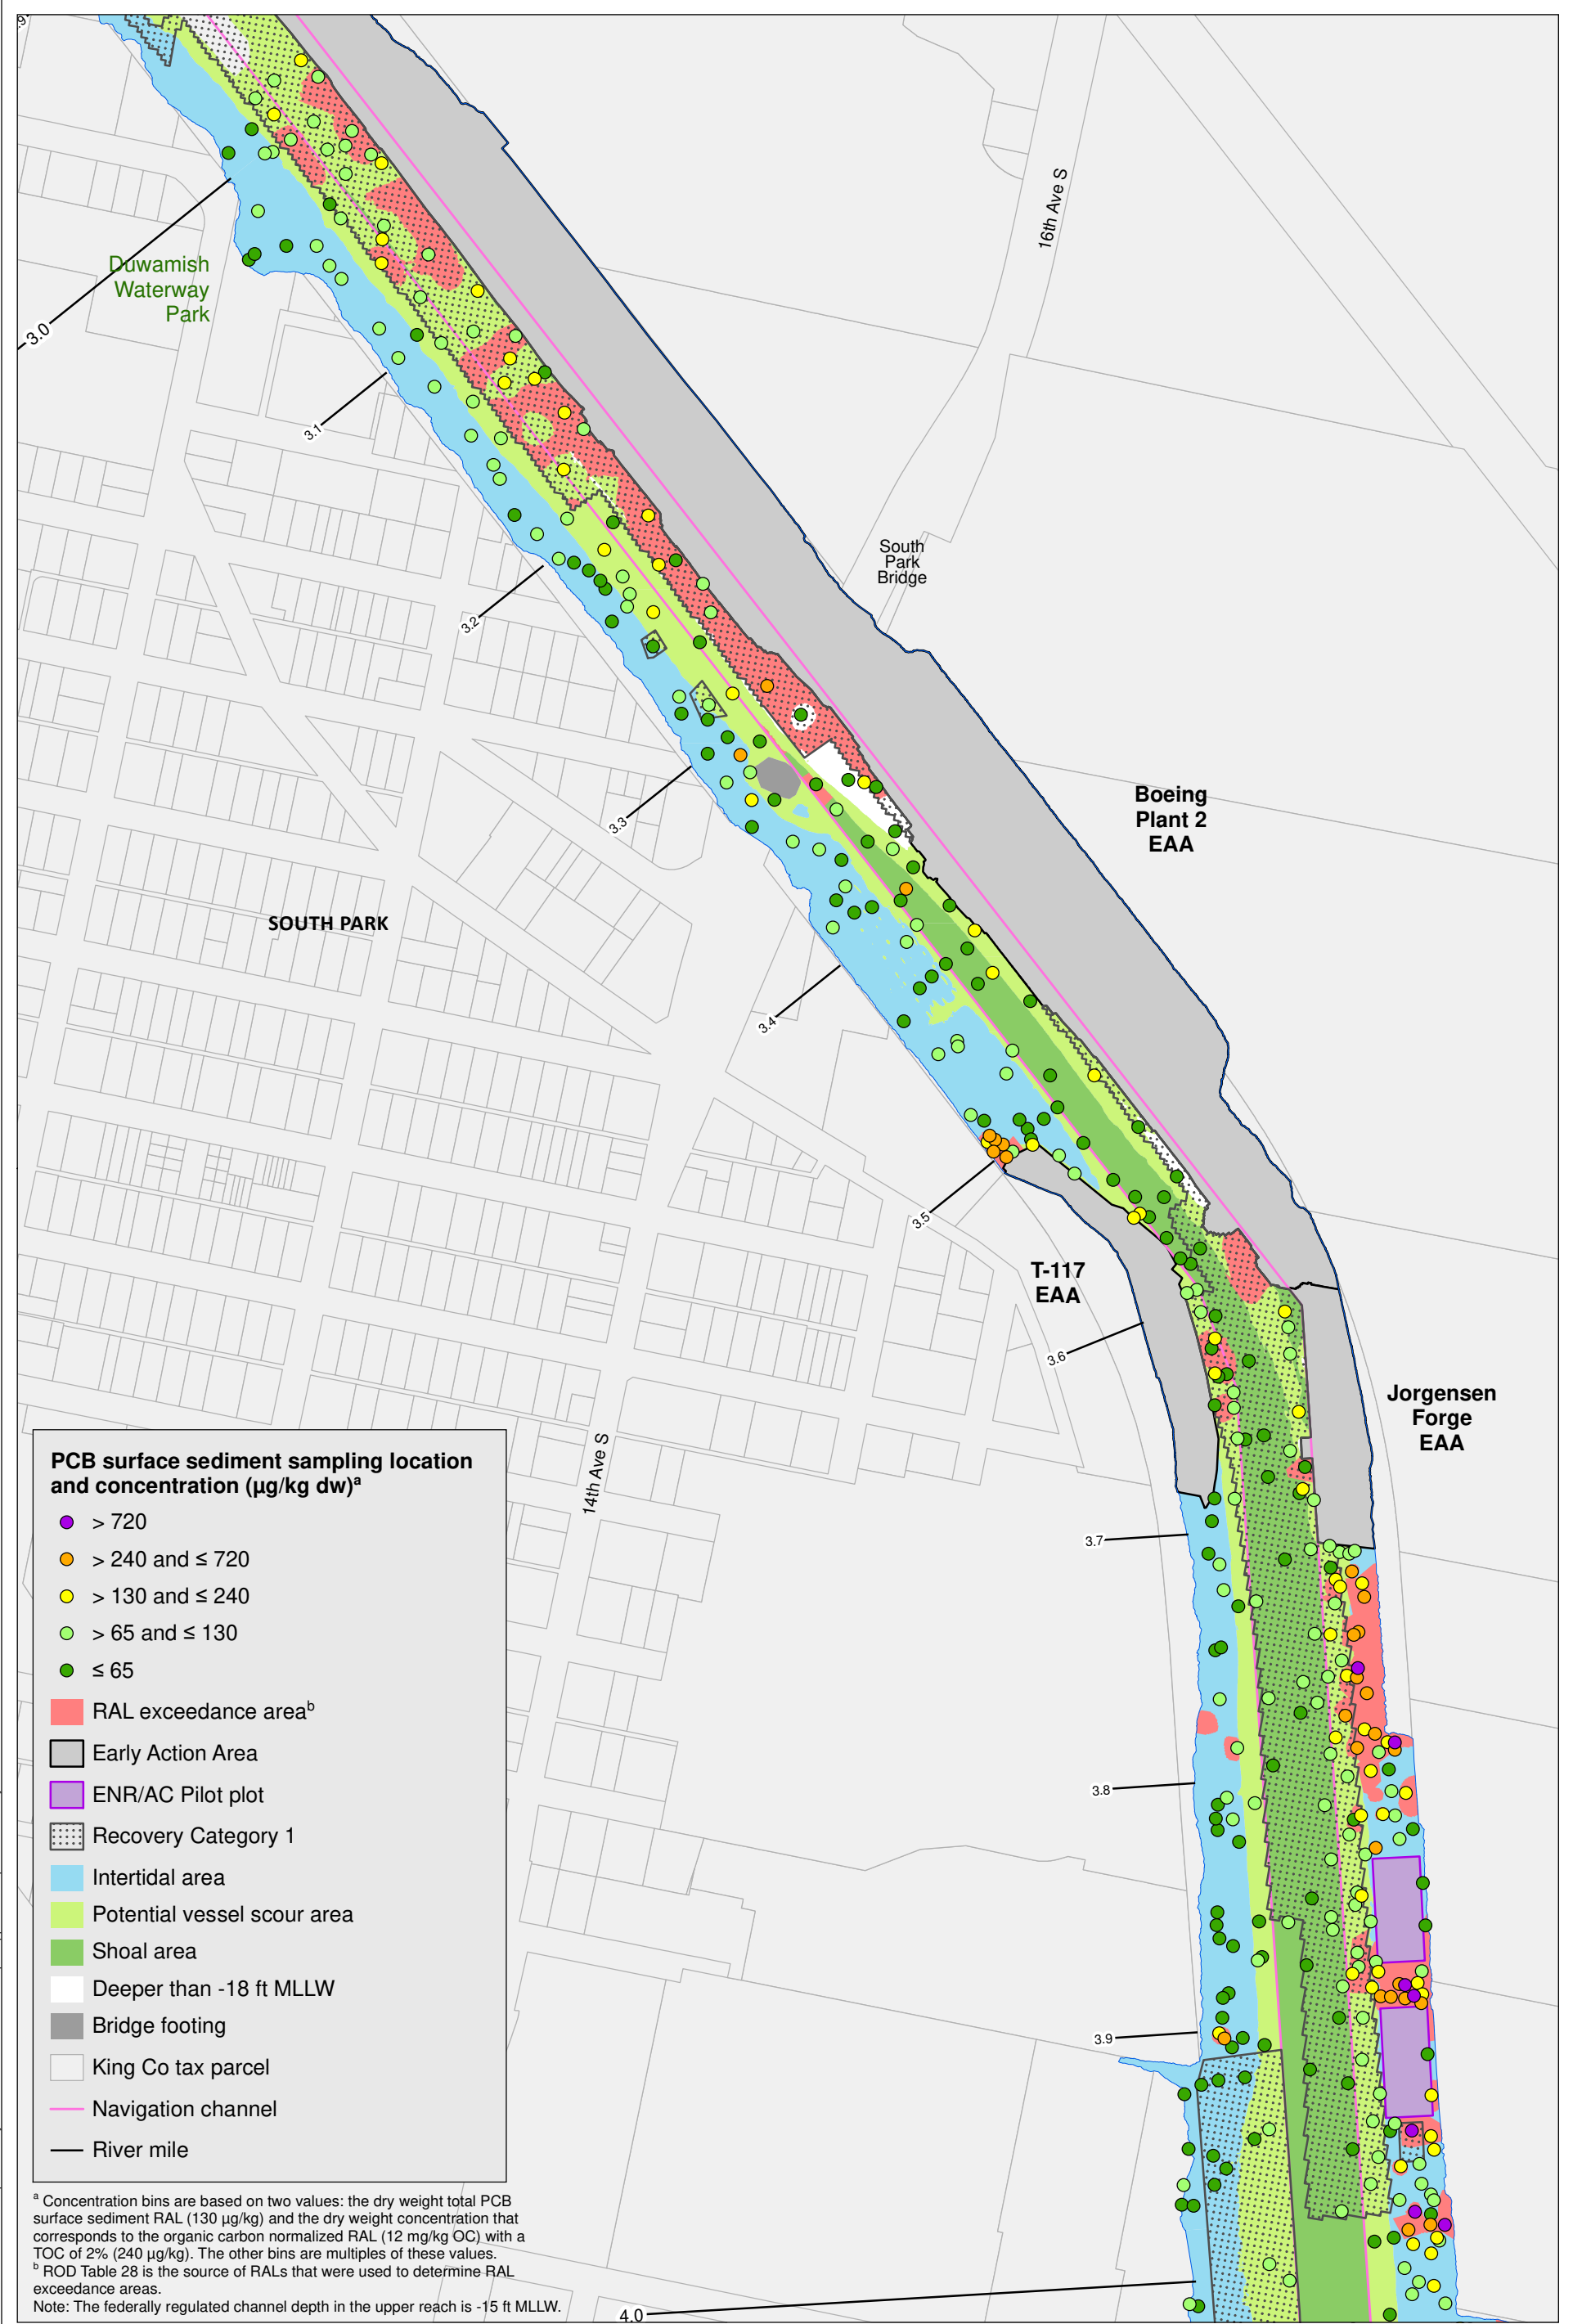 16th Ave S
Duwamish
Waterway
Park
3.0
3.1
South
Park
Bridge
3.2
Boeing
Plant 2
EAA
3.3
SOUTH PARK
3.4
3.5
T-117
EAA
3.6
Jorgensen
Forge
EAA
14th Ave S
3.7
3.8
3.9
4.0
PCB surface sediment sampling location
and concentration (µg/kg dw)a
> 720
> 240 and ≤ 720
> 130 and ≤ 240
> 65 and ≤ 130
≤ 65
RAL exceedance areab
Early Action Area
ENR/AC Pilot plot
Recovery Category 1
Intertidal area
Potential vessel scour area
Shoal area
Deeper than -18 ft MLLW
Bridge footing
King Co tax parcel
Navigation channel
River mile
a Concentration bins are based on two values: the dry weight total PCB
surface sediment RAL (130 µg/kg) and the dry weight concentration that
corresponds to the organic carbon normalized RAL (12 mg/kg OC) with a
TOC of 2% (240 µg/kg). The other bins are multiples of these values.
b ROD Table 28 is the source of RALs that were used to determine RAL
exceedance areas.
Note: The federally regulated channel depth in the upper reach is -15 ft MLLW.